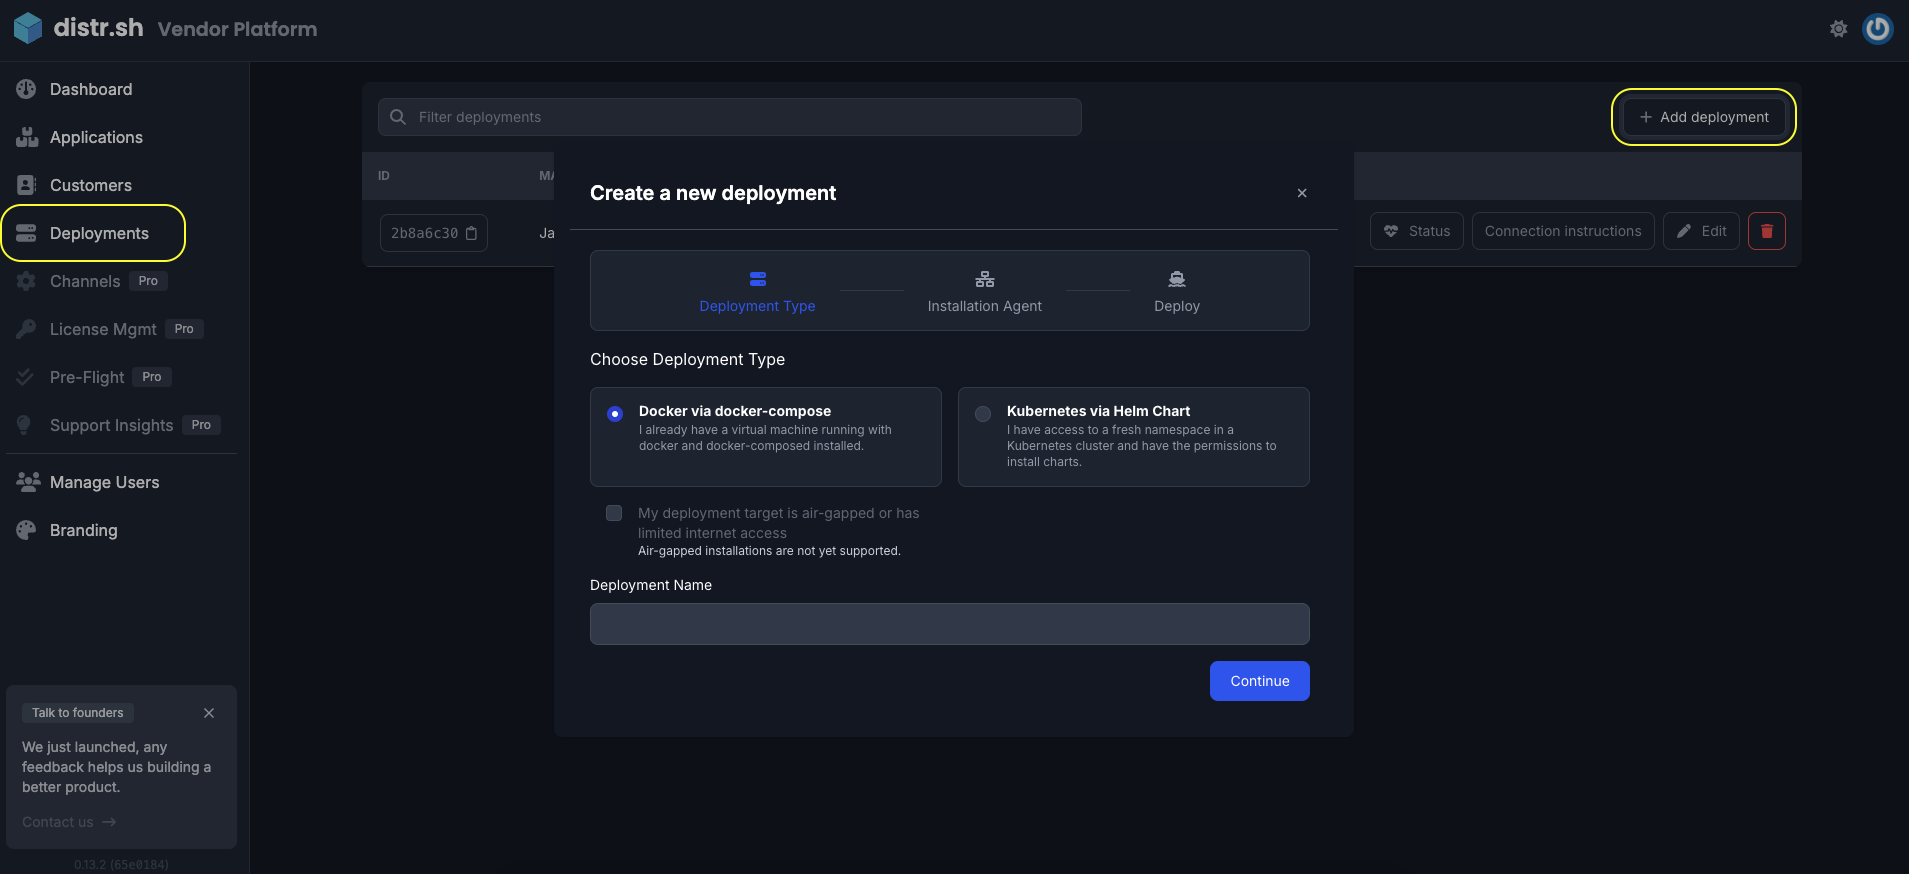 distr.sh Vendor Platform
Dashboard
Applications
Customers
Deployments
Channels Pro
License Mgmt Pro
Pre-Flight Pro
Support Insights Pro
Manage Users
Branding
Talk to founders
We just launched, any
feedback helps us building a
better product.
Contact us →
0.13.2 (65e0184)
Filter deployments
+ Add deployment
ID
MA
2b8a6c30
Ja
Status
Connection instructions
Edit
Create a new deployment
Deployment Type
Installation Agent
Deploy
Choose Deployment Type
Docker via docker-compose
I already have a virtual machine running with
docker and docker-composed installed.
Kubernetes via Helm Chart
I have access to a fresh namespace in a
Kubernetes cluster and have the permissions to
install charts.
My deployment target is air-gapped or has
limited internet access
Air-gapped installations are not yet supported.
Deployment Name
Continue